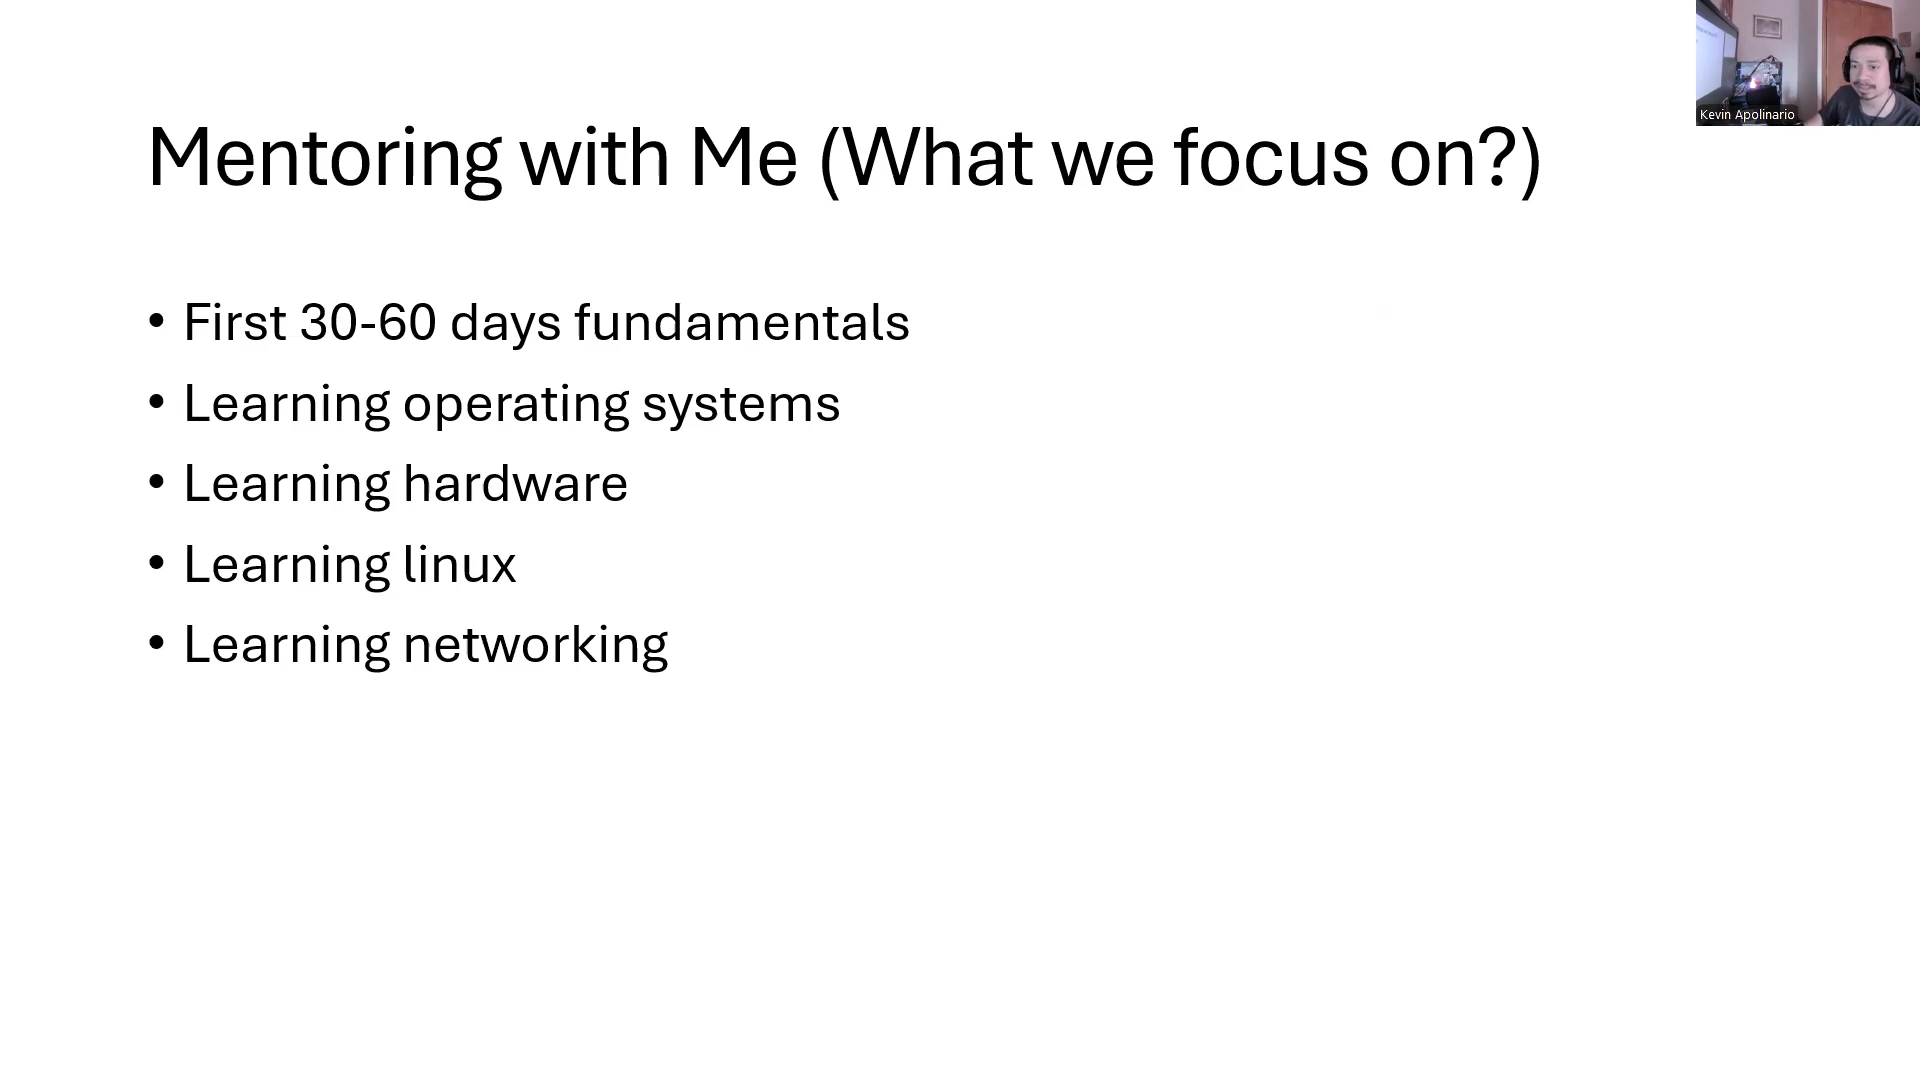 Mentoring with Me (What we focus on?)
• First 30-60 days fundamentals
• Learning operating systems
• Learning hardware
• Learning linux
• Learning networking
Kevin Apolinario